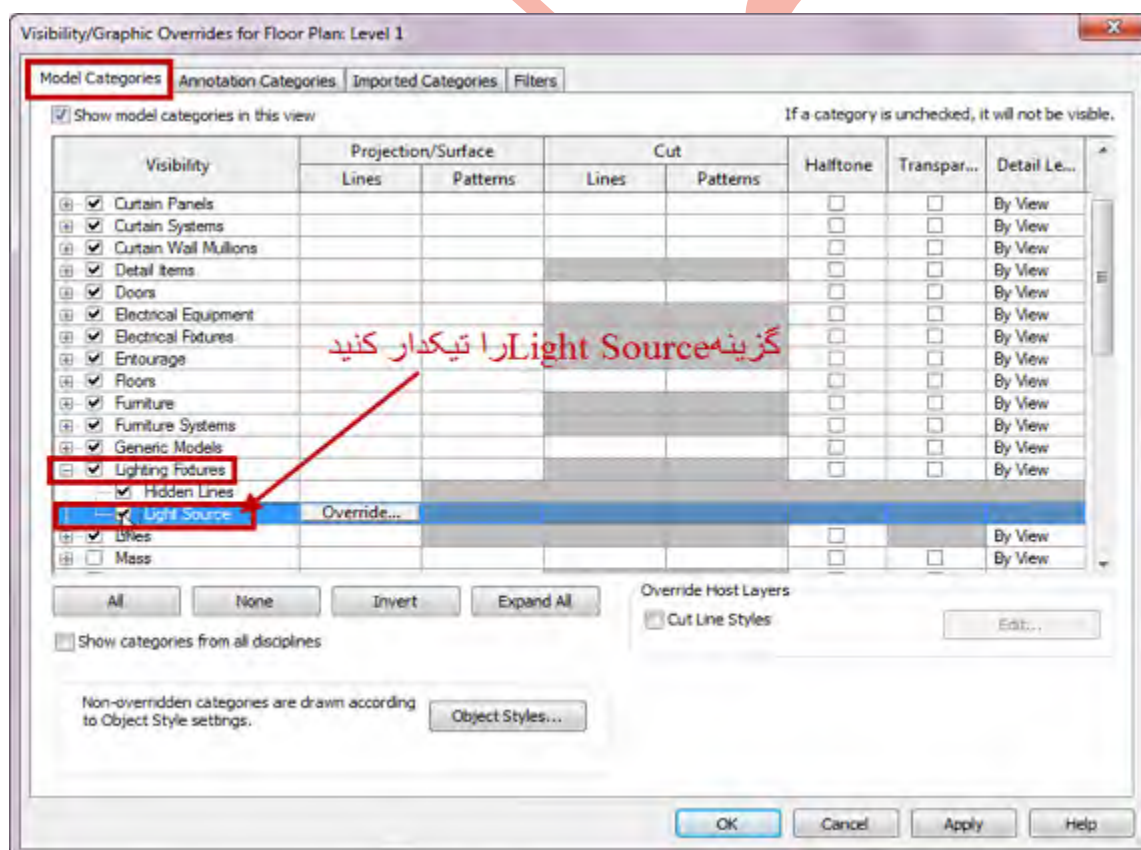 Visibility/Graphic Overrides for Floor Plan: Level 1
Model Categories Annotation Categories Imported Categories Filters
Show model categories in this view If a category is unchecked, it will not be visible.
Visibility Projection/Surface Cut Halftone Transpar... Detail Le...
Lines Patterns Lines Patterns
Curtain Panels By View
Curtain Systems By View
Curtain Wall Mullions By View
Detail Items By View
Doors By View
Electrical Equipment By View
Electrical Fixtures By View
گزینهLight Sourceرا تیکدار کنید
Entourage By View
Floors By View
Furniture By View
Furniture Systems By View
Generic Models By View
Lighting Fixtures By View
Hidden Lines
Light Source Override...
Lines By View
Mass By View
All None Invert Expand All Override Host Layers
Cut Line Styles Edit...
Show categories from all disciplines
Non-overridden categories are drawn according
to Object Style settings. Object Styles...
OK Cancel Apply Help